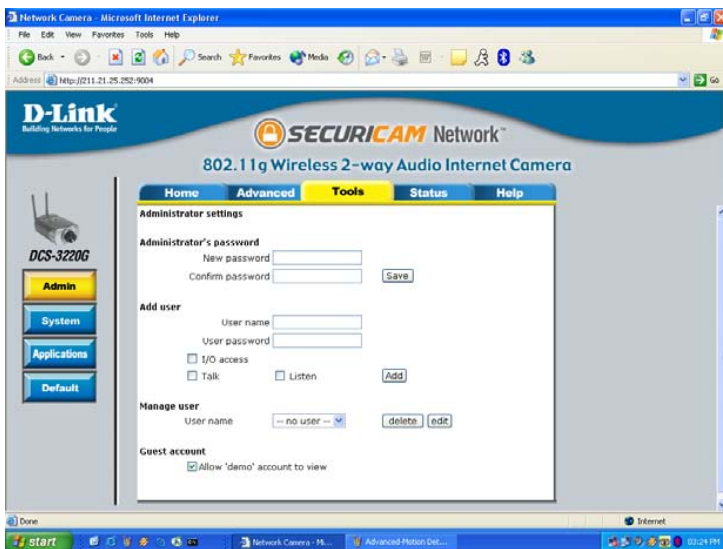 Network Camera - Microsoft Internet Explorer
File Edit View Favorites Tools Help
Back Search Favorites Media
Address http://211.21.25.252:9004 Go
D-Link
Building Networks for People
SECURICAM Network™
802.11g Wireless 2-way Audio Internet Camera
Home Advanced Tools Status Help
DCS-3220G
Admin
System
Applications
Default
Administrator settings
Administrator's password
New password
Confirm password Save
Add user
User name
User password
I/O access
Talk Listen Add
Manage user
User name -- no user -- delete edit
Guest account
Allow 'demo' account to view
Done Internet
start Network Camera - Mi... Advanced-Motion Det... 03:24 PM